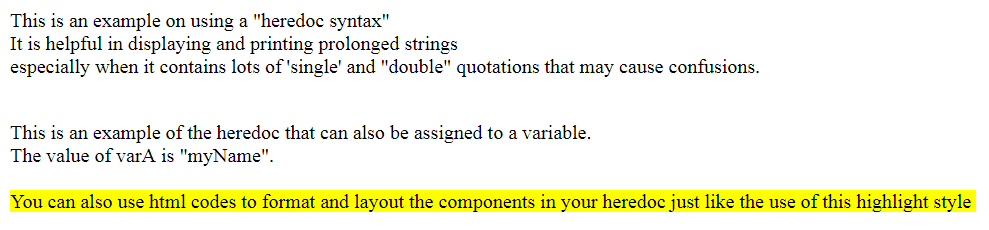 This is an example on using a "heredoc syntax"
It is helpful in displaying and printing prolonged strings
especially when it contains lots of 'single' and "double" quotations that may cause confusions.
This is an example of the heredoc that can also be assigned to a variable.
The value of varA is "myName".
You can also use html codes to format and layout the components in your heredoc just like the use of this highlight style